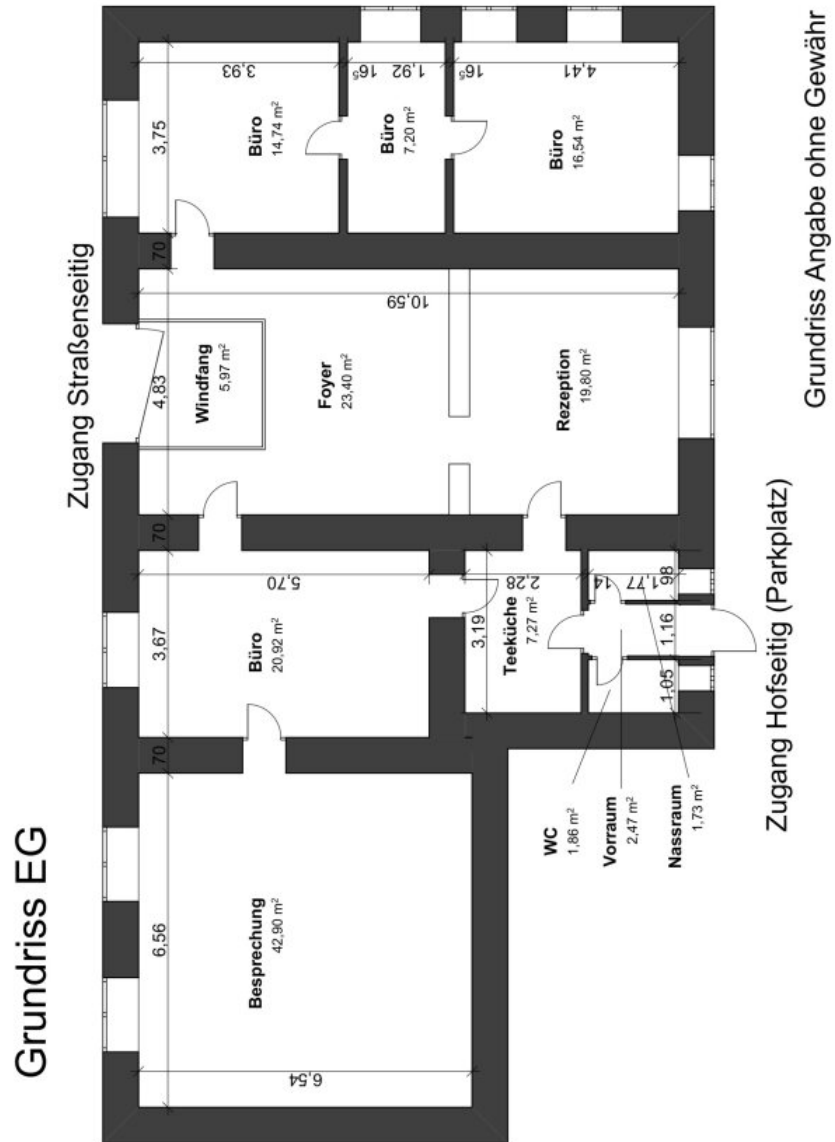 Grundriss EG
Zugang Straßenseitig
6,56
70
3,67
70
4,83
70
3,75
6,54
5,70
10,59
3,93
16⁵
1,92
16⁵
4,41
Besprechung
42,90 m²
Büro
20,92 m²
Windfang
5,97 m²
Foyer
23,40 m²
Büro
14,74 m²
Büro
7,20 m²
Büro
16,54 m²
Rezeption
19,80 m²
3,19
Teeküche
7,27 m²
2,28
14
1,77
1,05
1,16
98
WC
1,86 m²
Vorraum
2,47 m²
Nassraum
1,73 m²
Zugang Hofseitig (Parkplatz)
Grundriss Angabe ohne Gewähr